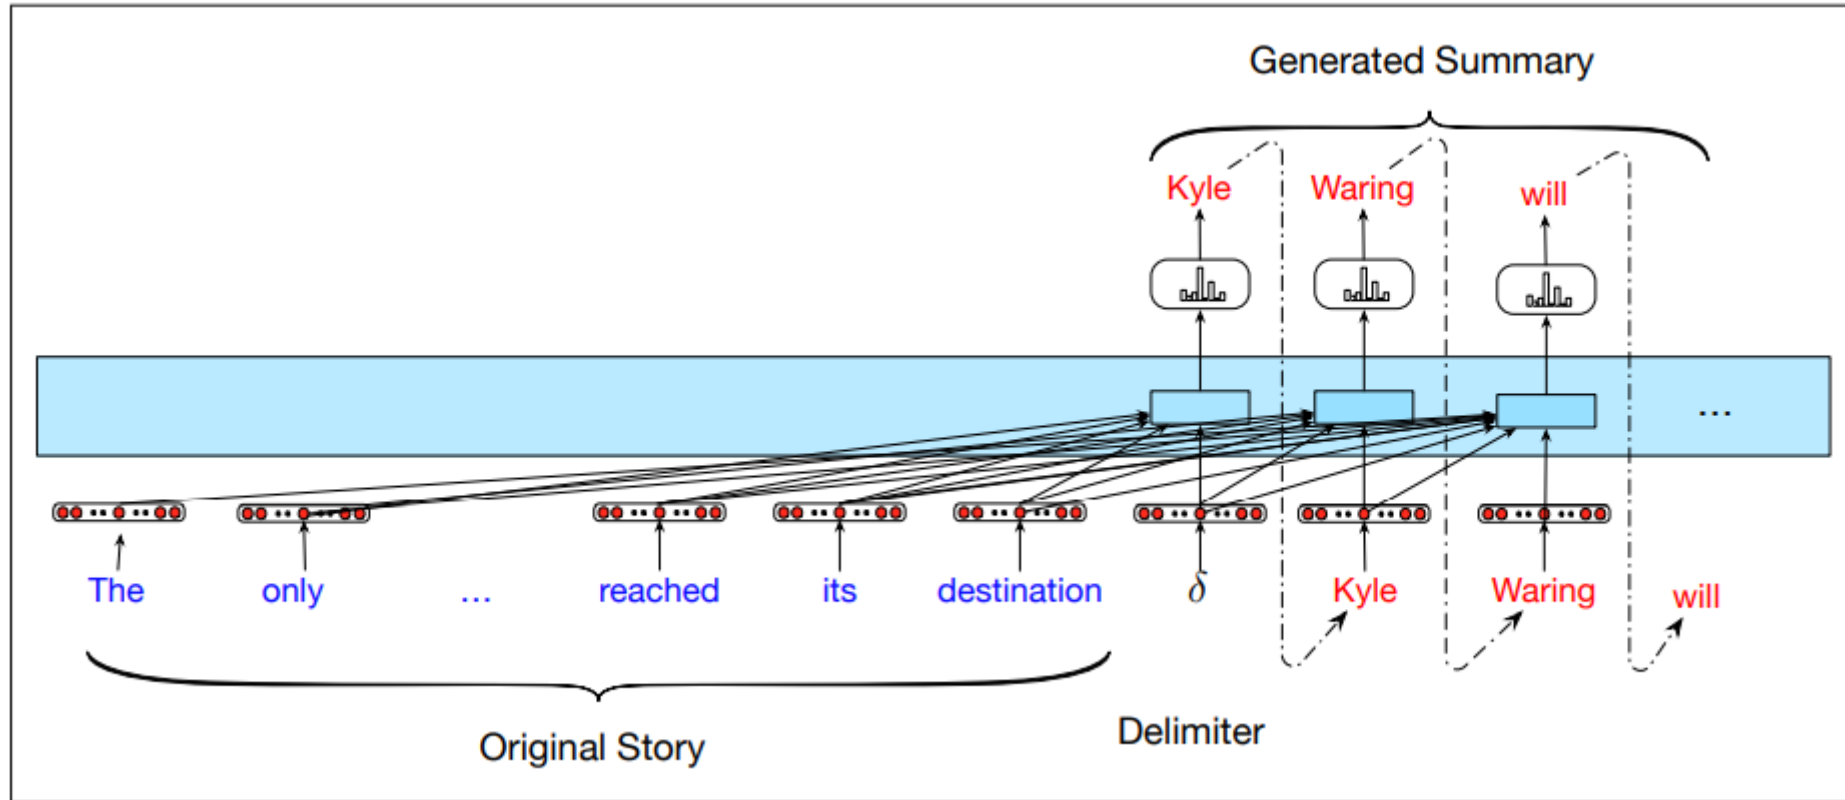 Generated Summary
Kyle Waring will
...
The only ... reached its destination δ Kyle Waring will
Original Story
Delimiter